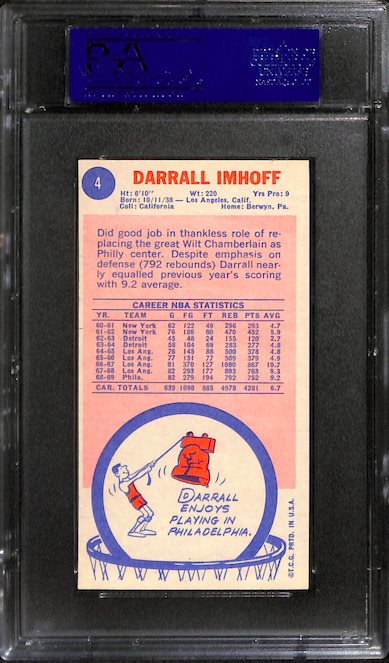 4
DARRALL IMHOFF
Ht: 6'10" Wt: 220 Yrs Pro: 9
Born: 10/11/38 — Los Angeles, Calif.
Coll: California Home: Berwyn, Pa.
Did good job in thankless role of re-
placing the great Wilt Chamberlain as
Philly center. Despite emphasis on
defense (792 rebounds) Darrall near-
ly equalled previous year's scoring
with 9.2 average.
CAREER NBA STATISTICS
YR. TEAM G FG FT REB PTS AVG
60-61 New York 62 122 49 296 293 4.7
61-62 New York 76 186 80 470 452 5.9
62-63 Detroit 45 48 24 155 120 2.7
63-64 Detroit 58 104 69 283 277 4.8
64-65 Los Ang. 76 145 88 500 378 4.8
65-66 Los Ang. 77 151 77 509 379 4.9
66-67 Los Ang. 81 370 127 1080 867 10.7
67-68 Los Ang. 82 293 177 893 763 9.3
68-69 Phila. 82 279 194 792 752 9.2
CAR. TOTALS 639 1698 885 4978 4281 6.7
DARRALL
ENJOYS
PLAYING IN
PHILADELPHIA.
©T.C.G. PRTD. IN U.S.A.